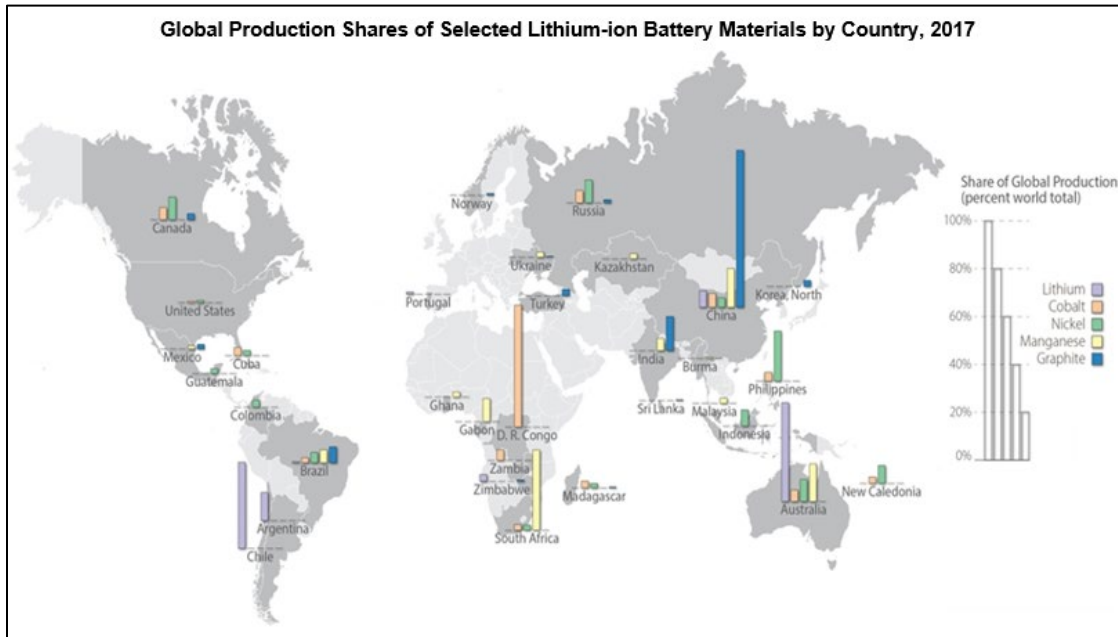 Global Production Shares of Selected Lithium-ion Battery Materials by Country, 2017
Canada
United States
Mexico
Cuba
Guatemala
Colombia
Brazil
Argentina
Chile
Norway
Russia
Ukraine
Kazakhstan
Portugal
Turkey
China
Korea, North
India
Burma
Philippines
Sri Lanka
Malaysia
Indonesia
Ghana
Gabon
D. R. Congo
Zambia
Zimbabwe
Madagascar
South Africa
Australia
New Caledonia
Share of Global Production
(percent world total)
100%
80%
60%
40%
20%
0%
Lithium
Cobalt
Nickel
Manganese
Graphite